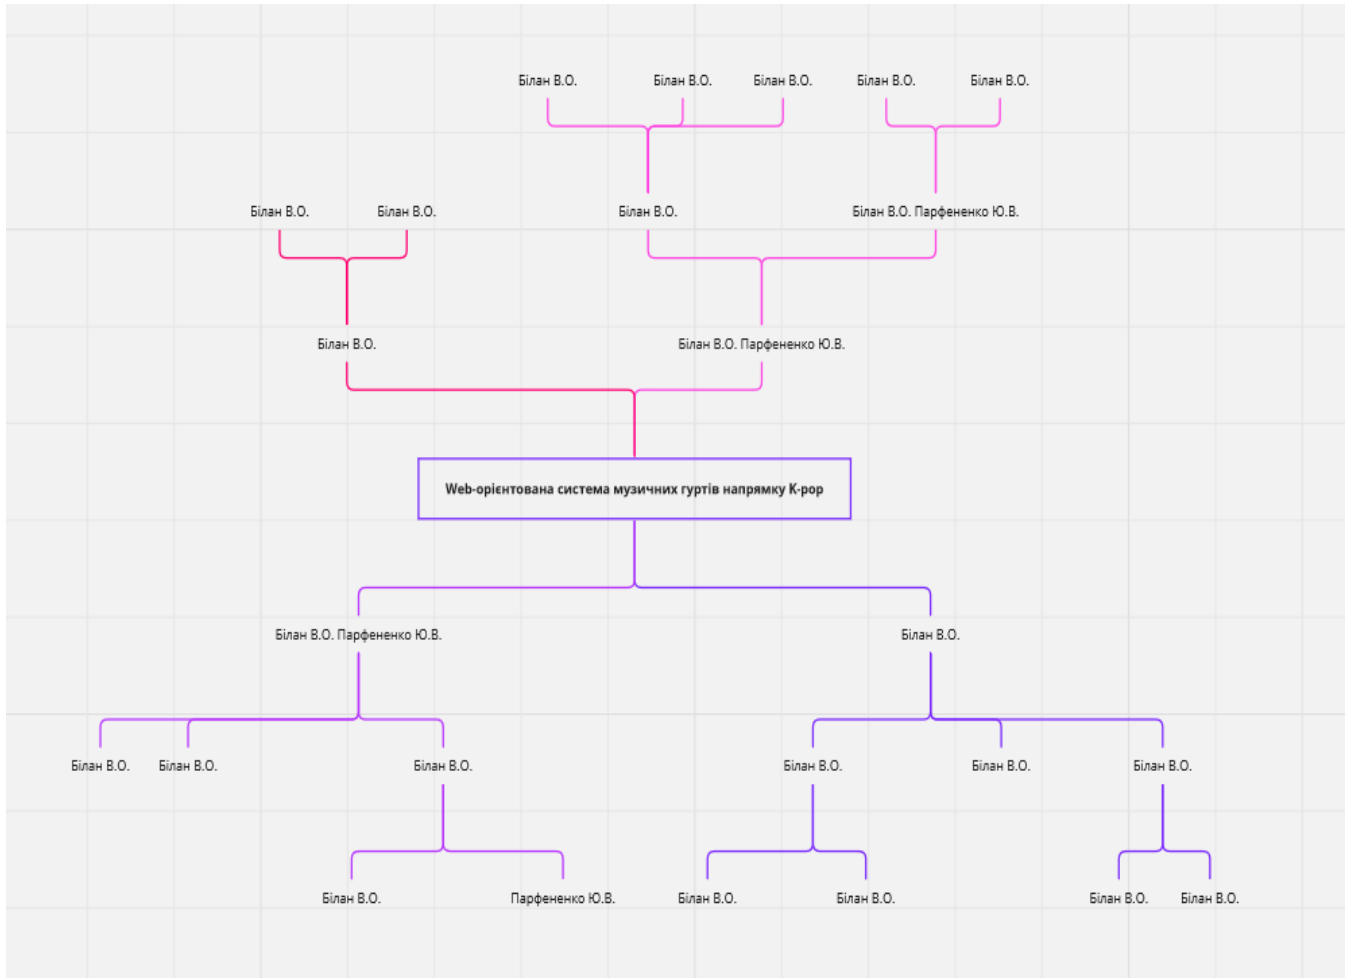 Білан В.О. Білан В.О. Білан В.О. Білан В.О. Білан В.О.
Білан В.О. Білан В.О. Білан В.О. Білан В.О. Парфененко Ю.В.
Білан В.О. Білан В.О. Парфененко Ю.В.
Web-орієнтована система музичних гуртів напрямку K-pop
Білан В.О. Парфененко Ю.В. Білан В.О.
Білан В.О. Білан В.О. Білан В.О. Білан В.О. Білан В.О. Білан В.О.
Білан В.О. Парфененко Ю.В. Білан В.О. Білан В.О. Білан В.О. Білан В.О.